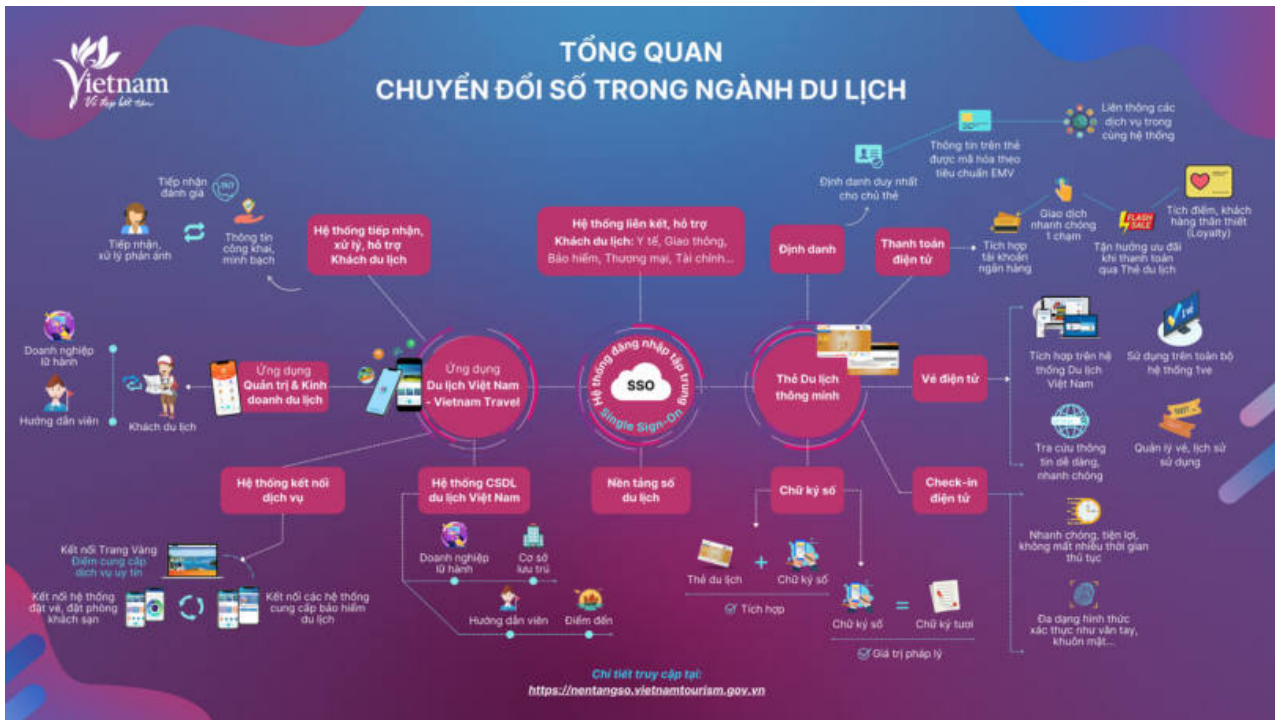 TỔNG QUAN
CHUYỂN ĐỔI SỐ TRONG NGÀNH DU LỊCH
Vietnam
Vẻ đẹp bất tận
Tiếp nhận
đánh giá
Tiếp nhận,
xử lý phản ánh
Thông tin
công khai,
minh bạch
Hệ thống tiếp nhận,
xử lý, hỗ trợ
Khách du lịch
Hệ thống liên kết, hỗ trợ
Khách du lịch: Y tế, Giao thông,
Bảo hiểm, Thương mại, Tài chính...
Định danh
Định danh duy nhất
cho chủ thẻ
Thông tin trên thẻ
được mã hóa theo
tiêu chuẩn EMV
Liên thông các
dịch vụ trong
cùng hệ thống
Thanh toán
điện tử
Tích hợp
tài khoản
ngân hàng
Giao dịch
nhanh chóng
1 chạm
FLASH
SALE
Tận hưởng ưu đãi
khi thanh toán
qua Thẻ du lịch
Tích điểm, khách
hàng thân thiết
(Loyalty)
Doanh nghiệp
lữ hành
Hướng dẫn viên
Khách du lịch
Ứng dụng
Quản trị & Kinh
doanh du lịch
Ứng dụng
Du lịch Việt Nam
- Vietnam Travel
Hệ thống đăng nhập tập trung
SSO
Single Sign-On
Thẻ Du lịch
thông minh
Vé điện tử
Tích hợp trên hệ
thống Du lịch
Việt Nam
Sử dụng trên toàn bộ
hệ thống 1ve
Tra cứu thông
tin dễ dàng,
nhanh chóng
Quản lý vé, lịch sử
sử dụng
Hệ thống kết nối
dịch vụ
Hệ thống CSDL
du lịch Việt Nam
Nền tảng số
du lịch
Chữ ký số
Check-in
điện tử
Kết nối Trang Vàng
Điểm cung cấp
dịch vụ uy tín
Kết nối hệ thống
đặt vé, đặt phòng
khách sạn
Kết nối các hệ thống
cung cấp bảo hiểm
du lịch
Doanh nghiệp
lữ hành
Cơ sở
lưu trú
Hướng dẫn viên
Điểm đến
Thẻ du lịch
+
Chữ ký số
Tích hợp
Chữ ký số
=
Chữ ký tươi
Giá trị pháp lý
Nhanh chóng, tiện lợi,
không mất nhiều thời gian
thủ tục
Đa dạng hình thức
xác thực như vân tay,
khuôn mặt...
Chi tiết truy cập tại:
https://nentangso.vietnamtourism.gov.vn